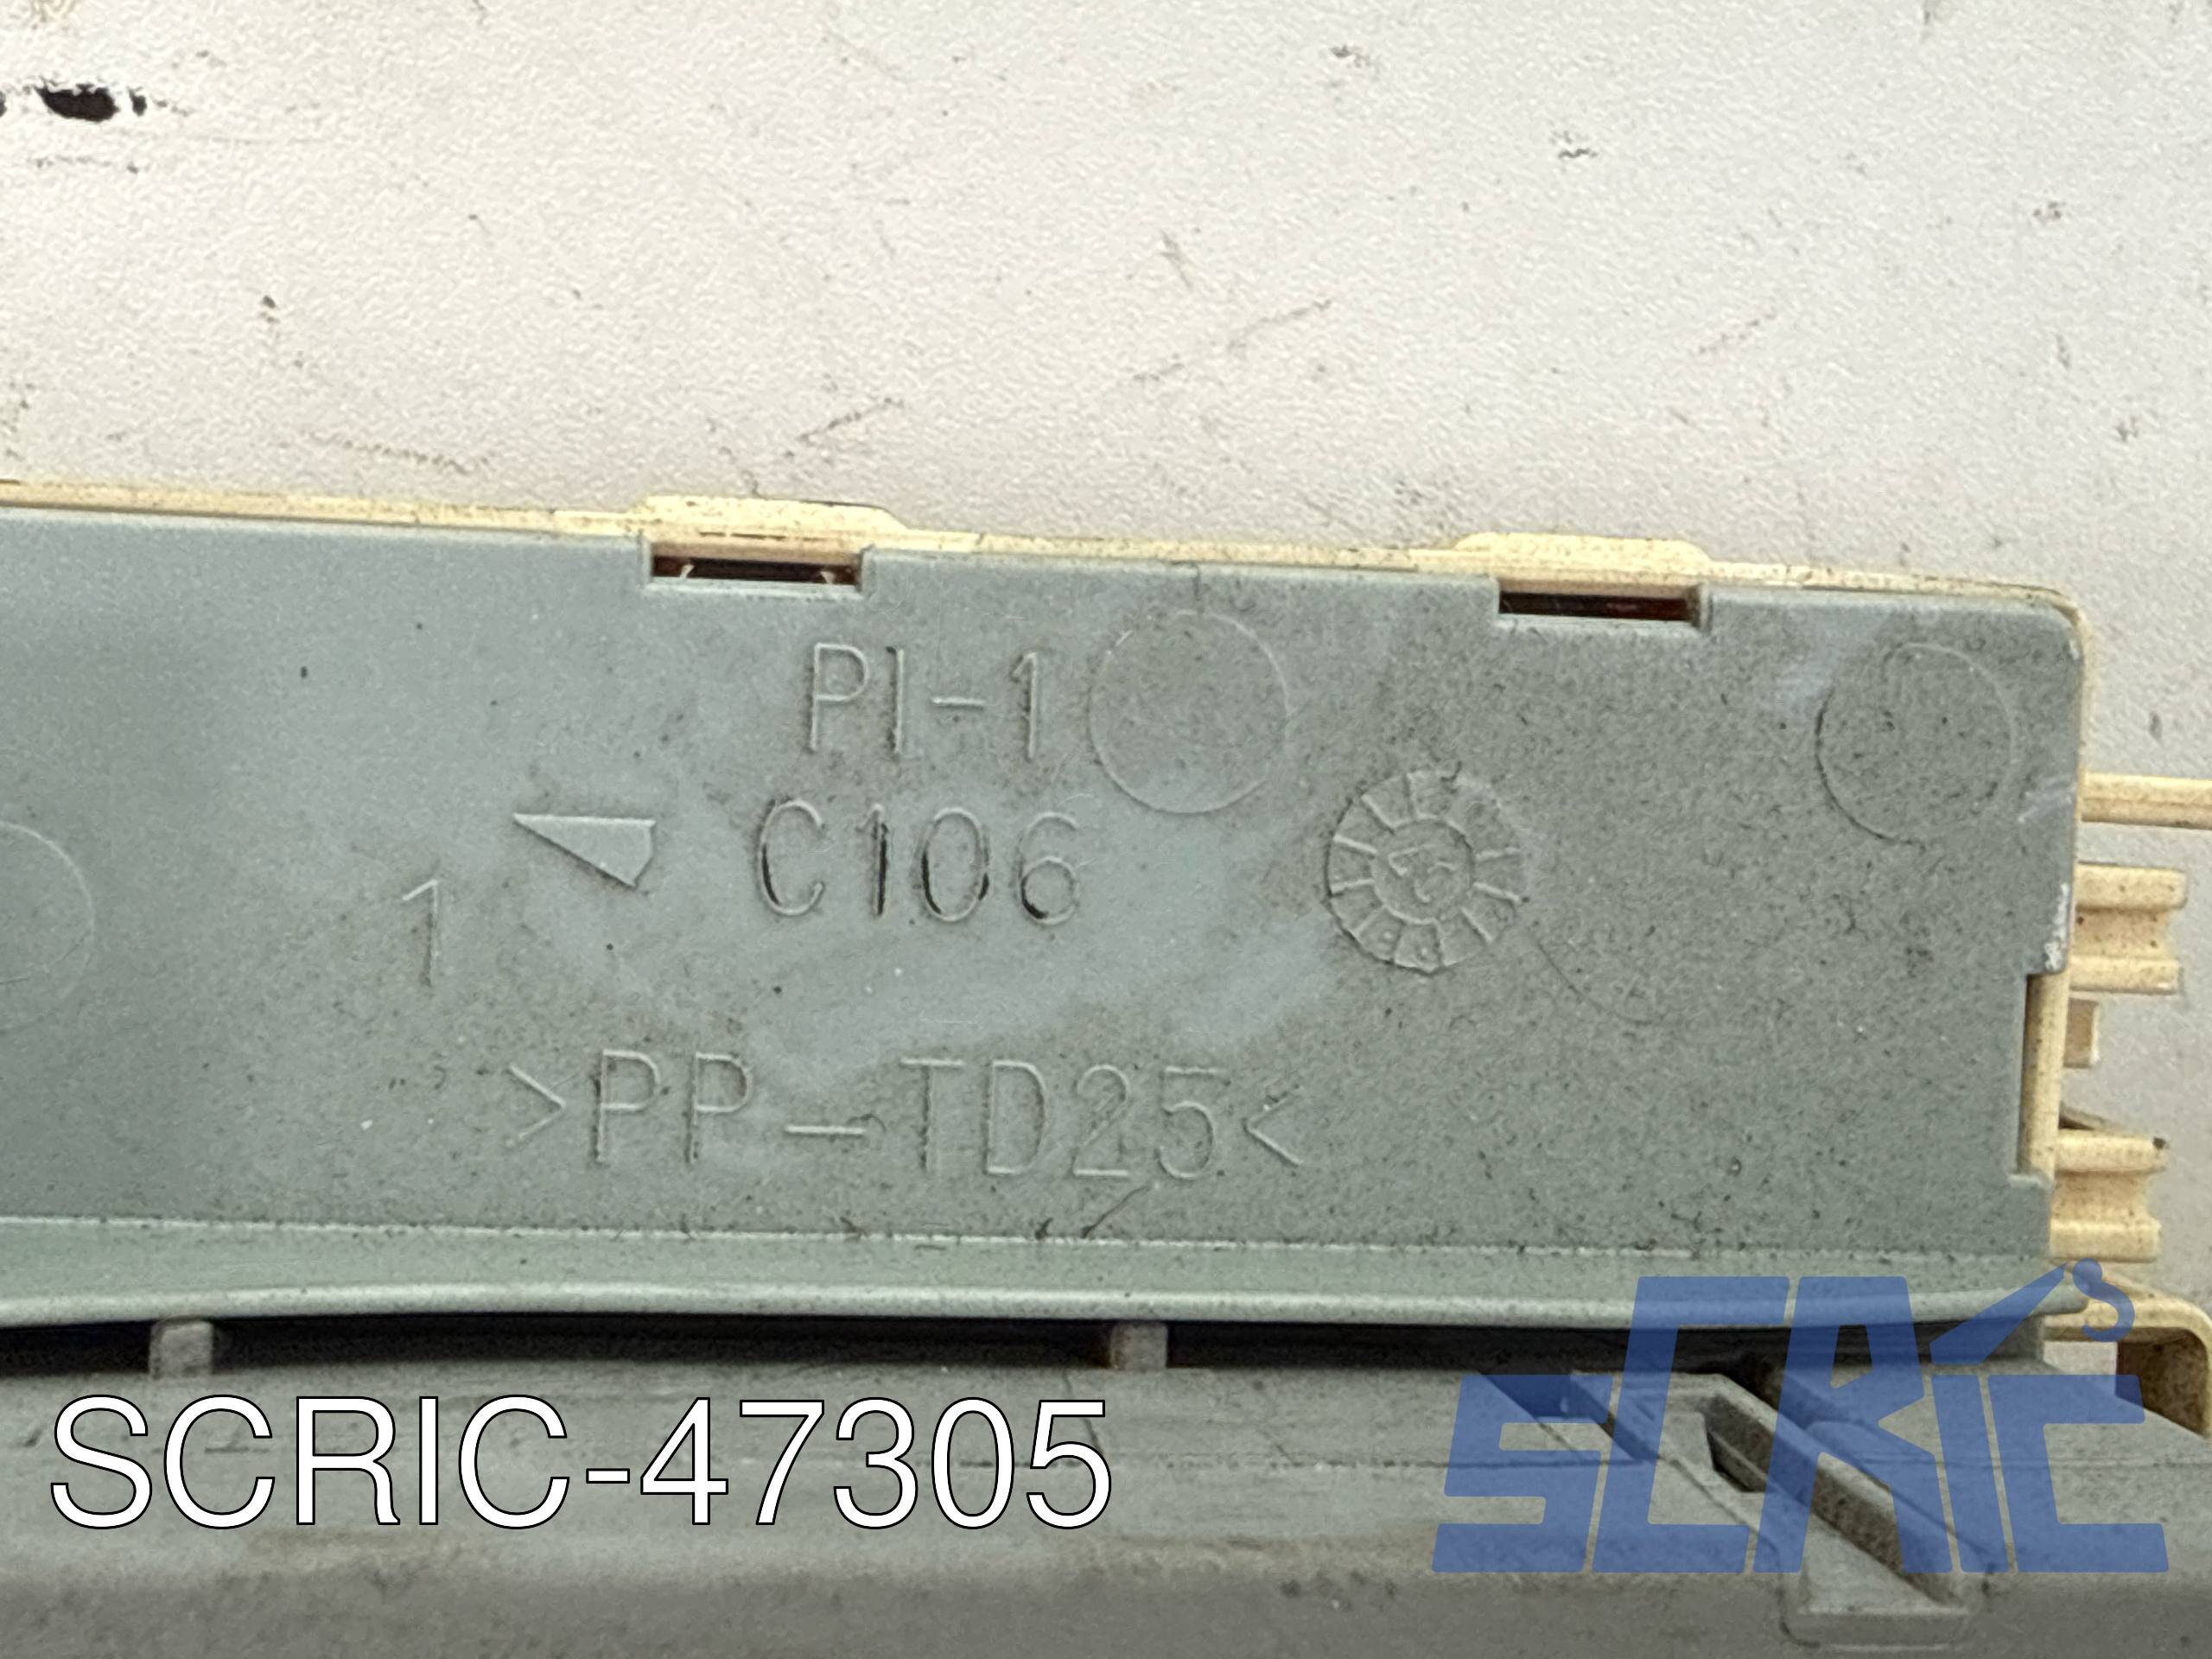 PI-1
C106
1
>PP-TD25<
SCRIC-47305
SCRIC